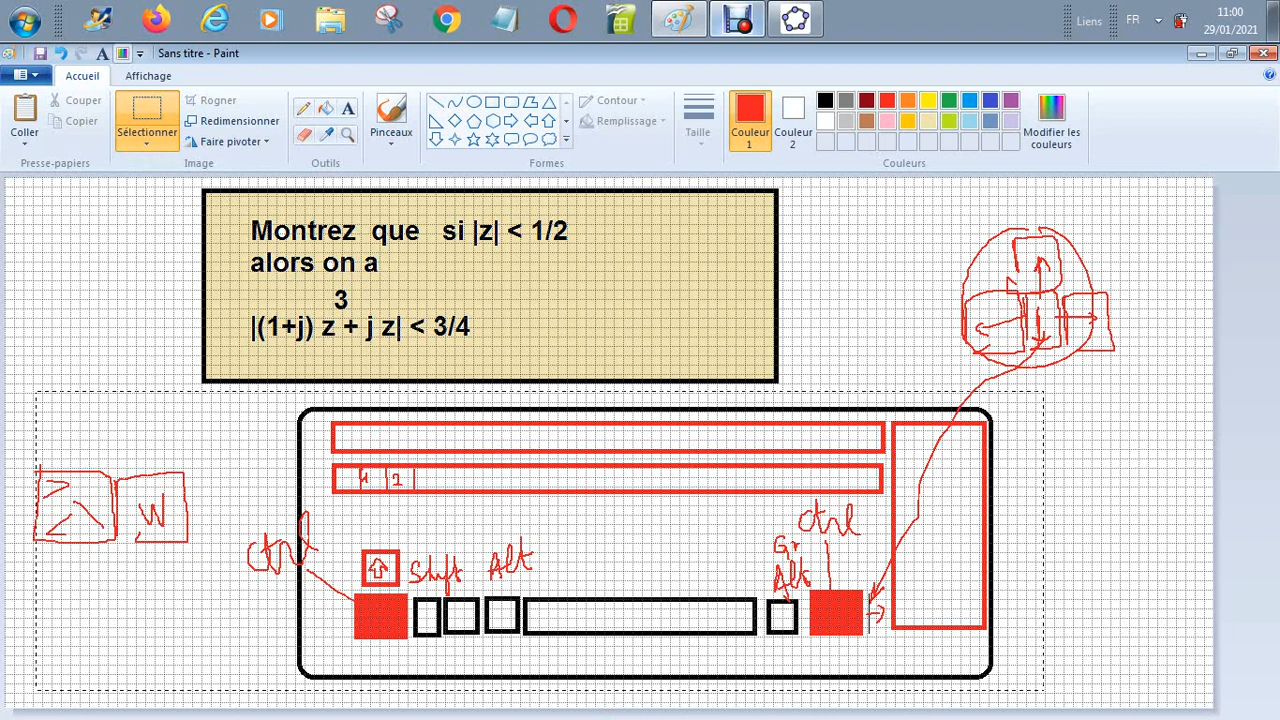 Liens
FR
11:00
29/01/2021
Sans titre - Paint
Accueil
Affichage
Coller
Couper
Copier
Presse-papiers
Sélectionner
Rogner
Redimensionner
Faire pivoter
Image
A
Outils
Pinceaux
Contour
Remplissage
Formes
Taille
Couleur 1
Couleur 2
Modifier les couleurs
Couleurs
Montrez que si |z| < 1/2
alors on a
3
|(1+j) z + j z| < 3/4
2
W
Ctrl
Shift
Alt
Gr
Alt
Ctrl